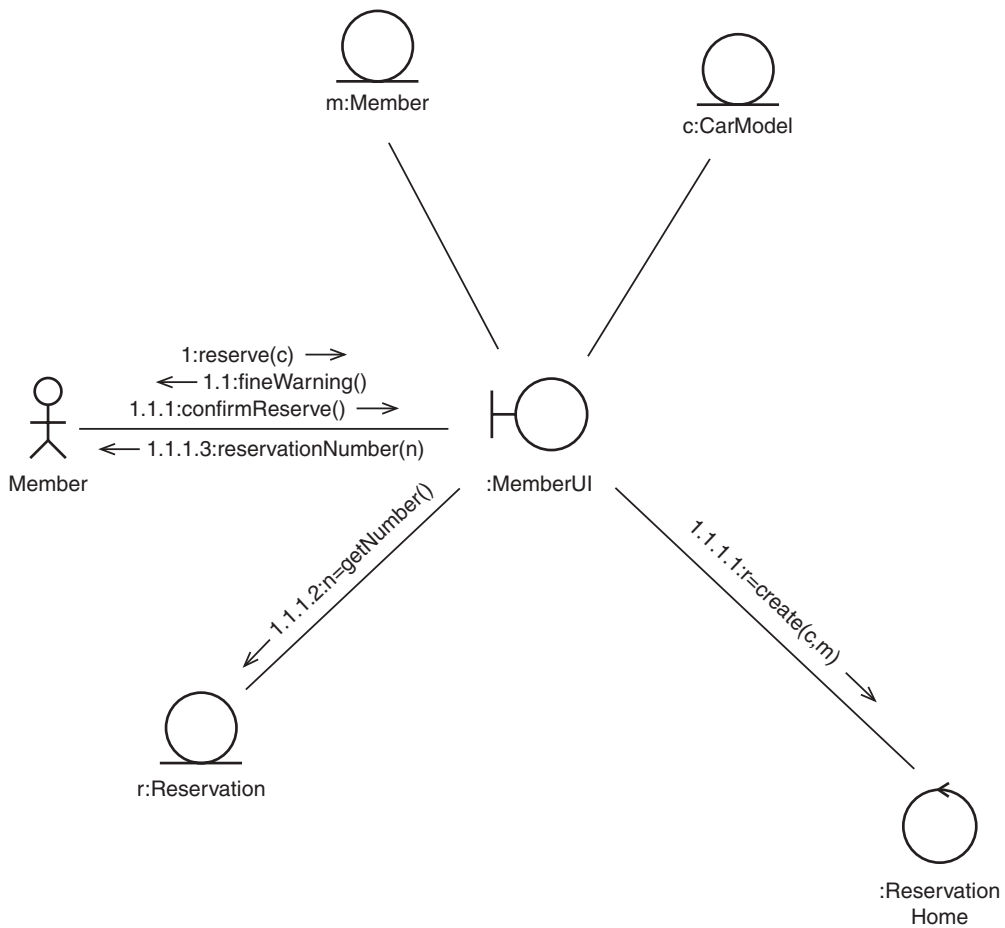 m:Member
c:CarModel
1:reserve(c)
1.1:fineWarning()
1.1.1:confirmReserve()
1.1.1.3:reservationNumber(n)
Member
:MemberUI
1.1.1.2:n=getNumber()
1.1.1.1:r=create(c,m)
r:Reservation
:Reservation
Home